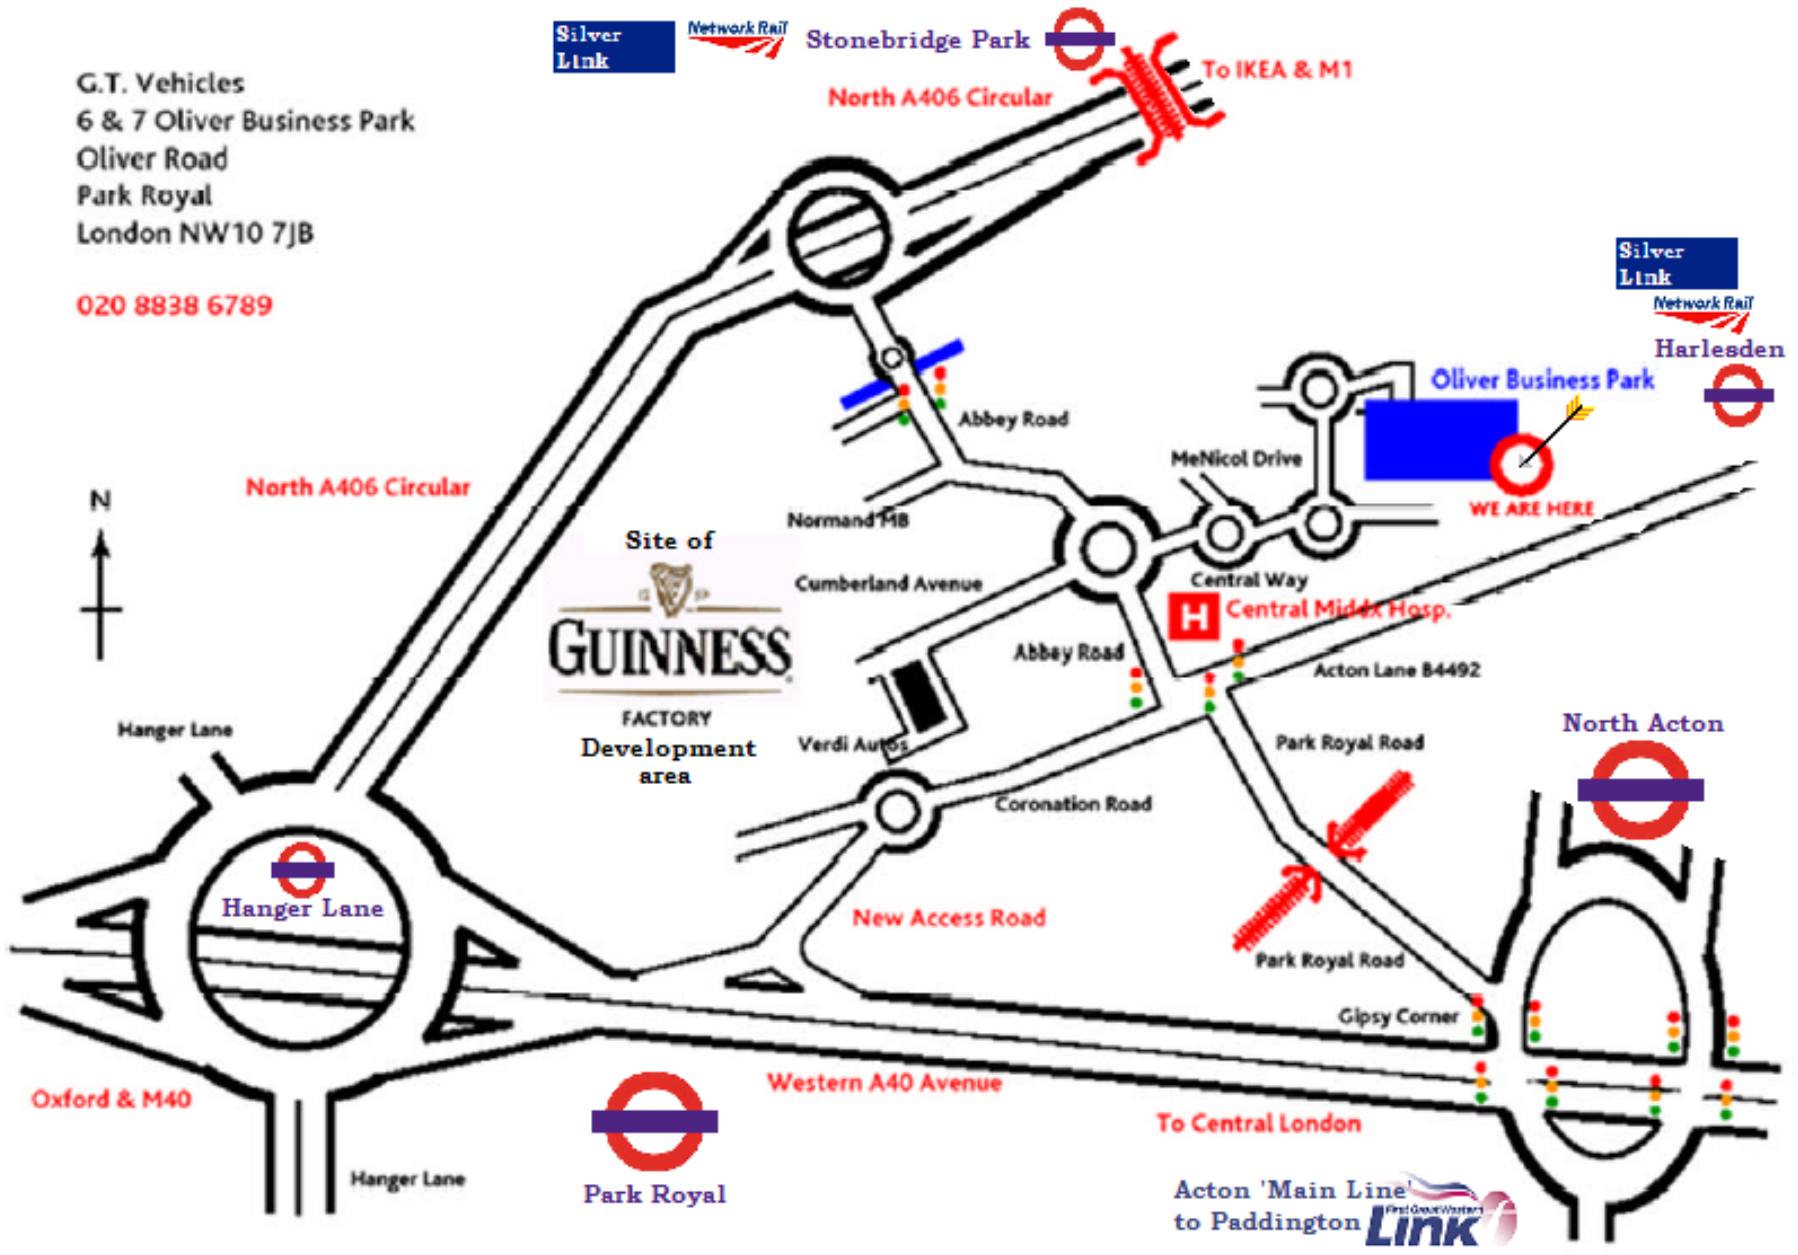 Silver
Link
Network Rail
Stonebridge Park
To IKEA & M1
North A406 Circular
G.T. Vehicles
6 & 7 Oliver Business Park
Oliver Road
Park Royal
London NW10 7JB
020 8838 6789
Silver
Link
Network Rail
Harlesden
Oliver Business Park
WE ARE HERE
Abbey Road
MeNicol Drive
North A406 Circular
N
Normand MB
Site of
GUINNESS
FACTORY
Development
area
Cumberland Avenue
Central Way
H
Central Middx Hosp.
Abbey Road
Acton Lane B4492
Hanger Lane
Verdi Autos
Park Royal Road
North Acton
Coronation Road
Hanger Lane
New Access Road
Park Royal Road
Gipsy Corner
Western A40 Avenue
Oxford & M40
To Central London
Hanger Lane
Park Royal
Acton 'Main Line'
to Paddington
First Great Western
Link